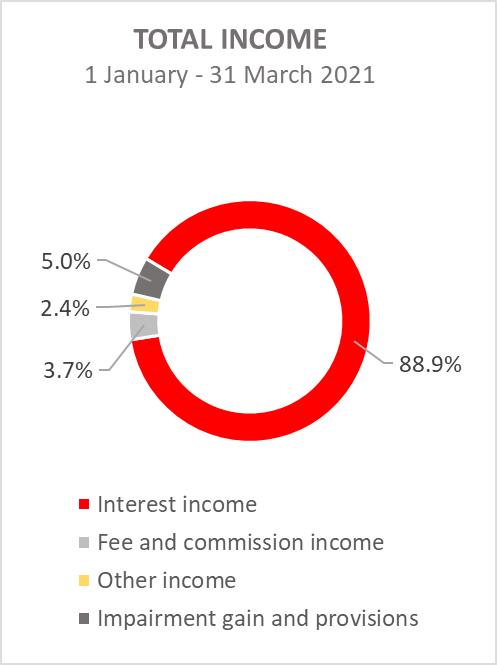 TOTAL INCOME
1 January - 31 March 2021
5.0%
2.4%
3.7%
88.9%
Interest income
Fee and commission income
Other income
Impairment gain and provisions